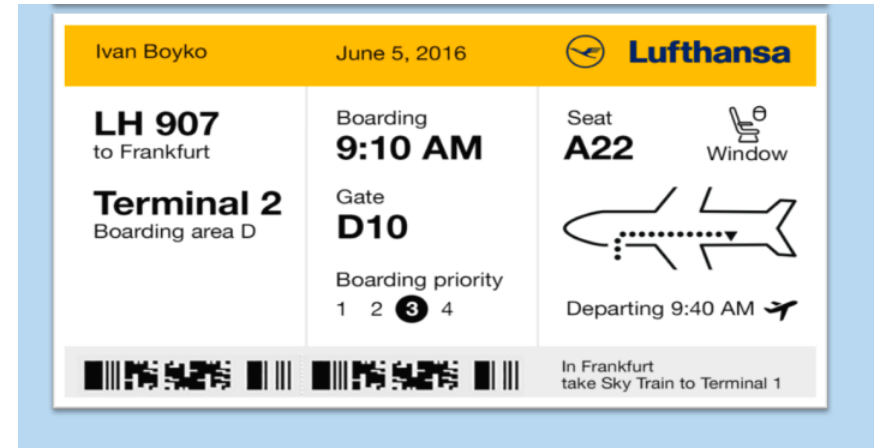 Ivan Boyko
June 5, 2016
Lufthansa
LH 907
to Frankfurt
Terminal 2
Boarding area D
Boarding
9:10 AM
Gate
D10
Boarding priority
1 2 3 4
Seat
A22
Window
Departing 9:40 AM
In Frankfurt
take Sky Train to Terminal 1